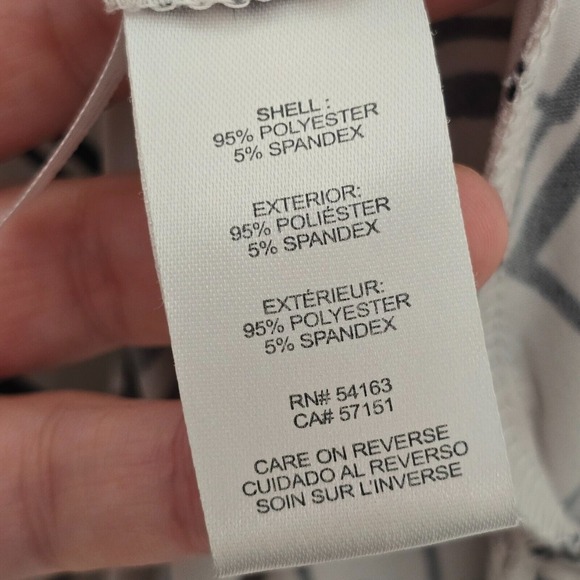 SHELL :
95% POLYESTER
5% SPANDEX
EXTERIOR:
95% POLIÉSTER
5% SPANDEX
EXTÉRIEUR:
95% POLYESTER
5% SPANDEX
RN# 54163
CA# 57151
CARE ON REVERSE
CUIDADO AL REVERSO
SOIN SUR L'INVERSE